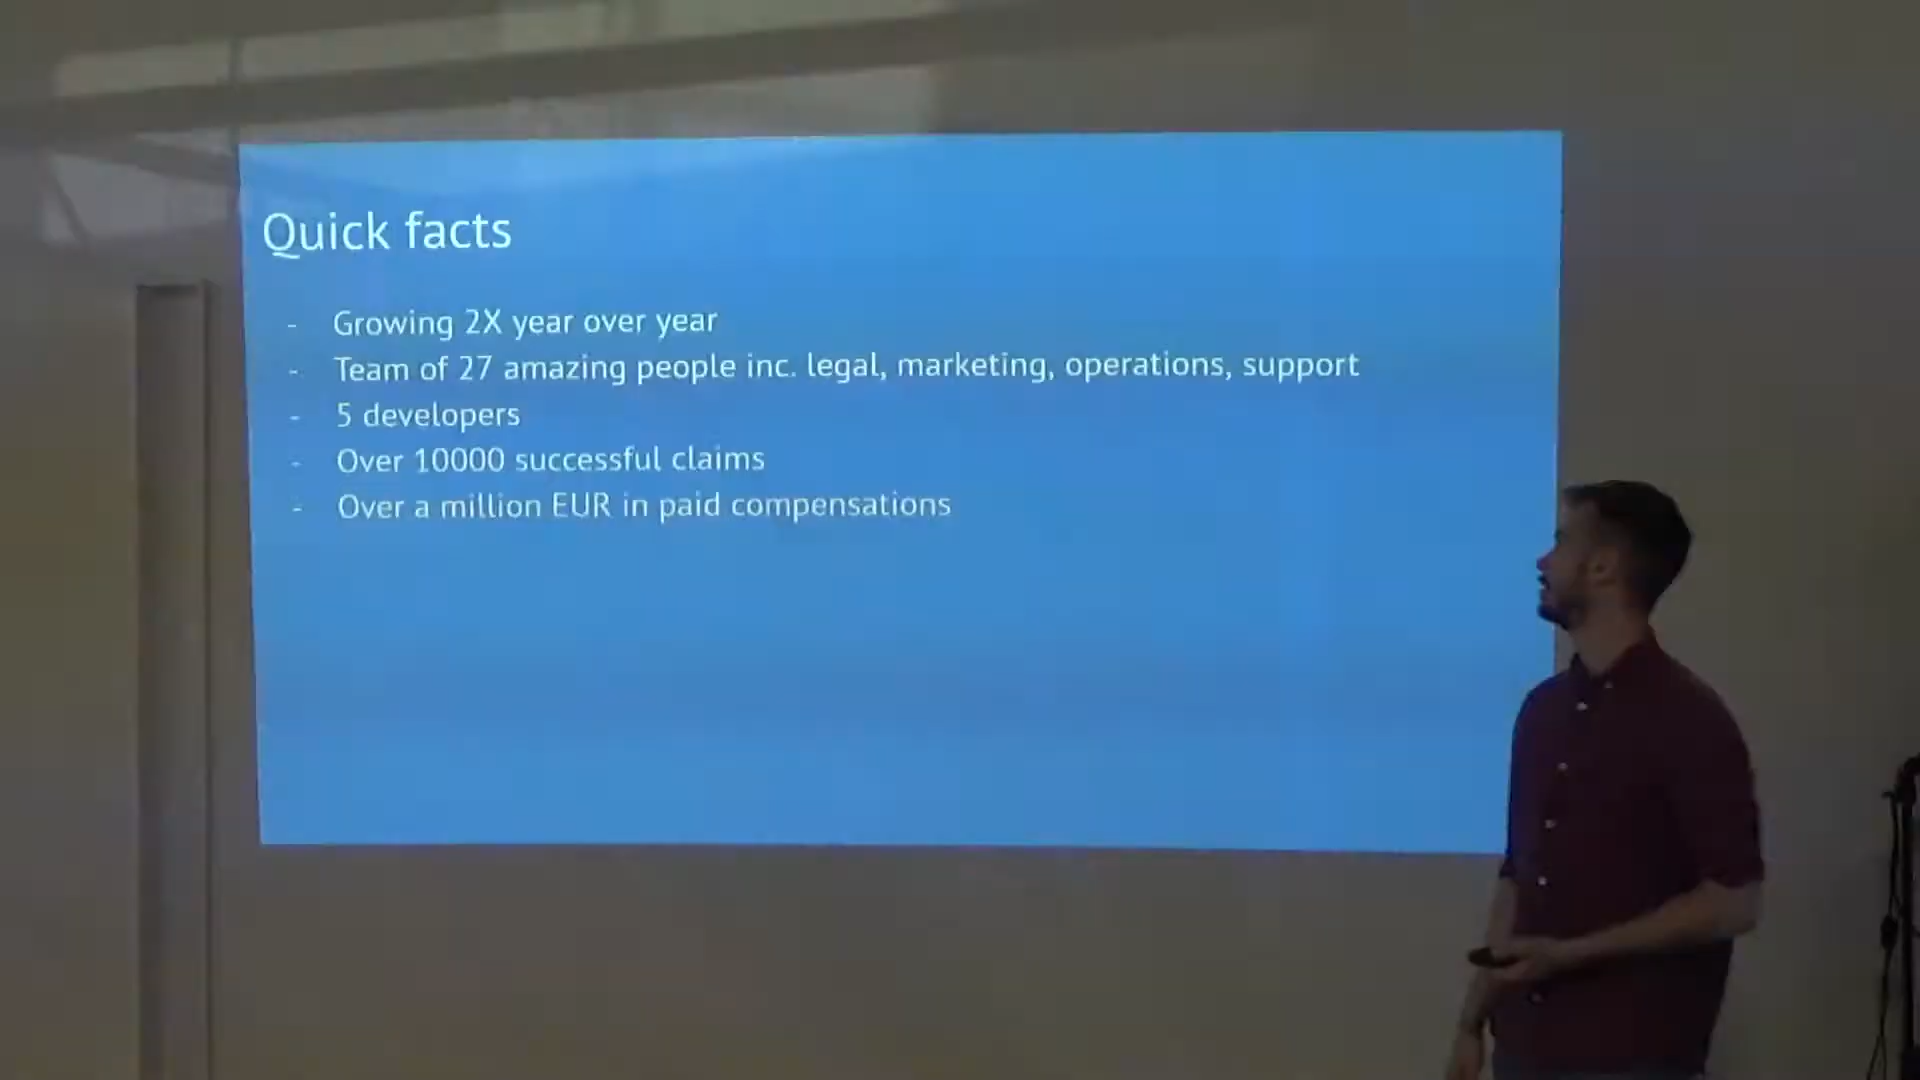 Quick facts
- Growing 2X year over year
- Team of 27 amazing people inc. legal, marketing, operations, support
- 5 developers
- Over 10000 successful claims
- Over a million EUR in paid compensations